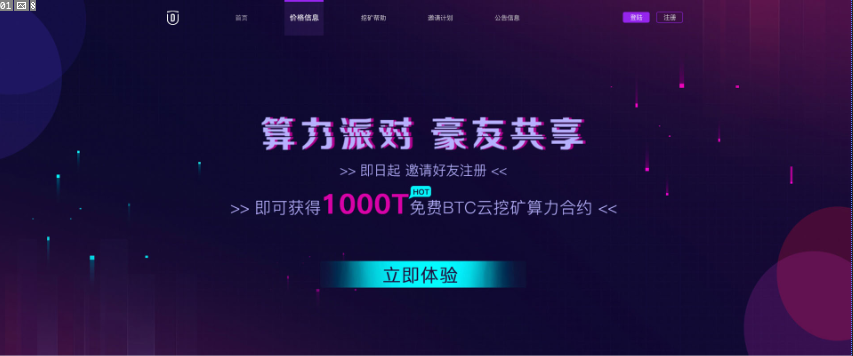 01
首页 价格信息 挖矿帮助 邀请计划 公告信息 登陆 注册
算力派对 豪友共享
>> 即日起 邀请好友注册 <<
HOT
>> 即可获得1000T免费BTC云挖矿算力合约 <<
立即体验